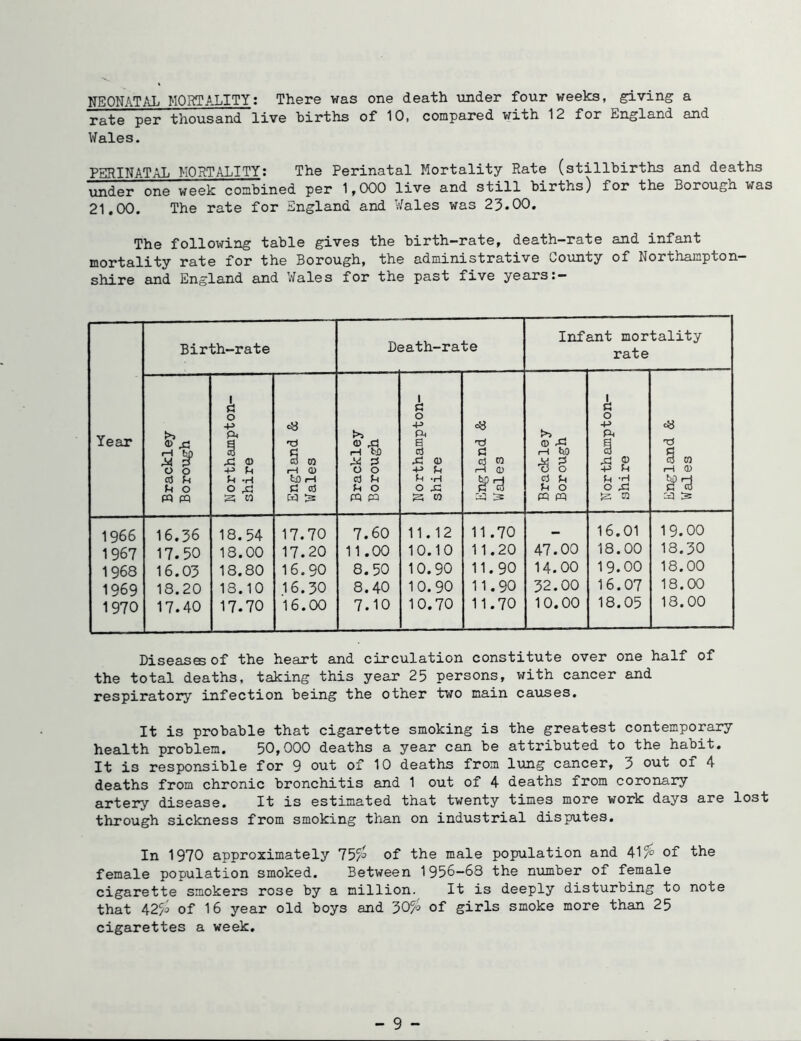 NEONATAL MORTALITY: There was one death under four weeks, giving a
rate per thousand live births of 10, compared with 12 for England and
Wales.
PERINATAL MORTALITY: The Perinatal Mortality Rate (stillbirths and deaths
under one week combined per 1,000 live and still births) for the Borough was
21.00. The rate for England and Wales was 23.00.
The following table gives the birth-rate, death-rate and infant
mortality rate for the Borough, the administrative County of Northampton-
shire and England and Wales for the past five years:-
Year Birth-rate Death-rate Infant mortality rate
Brackley Borough Northampton-shire England & Wales Brockley Borough Northampton-shire England & Wales Brackley Borough Northampton-shire England & Wales
1966 16.36 18.54 17.70 7.60 11.12 11.70 - 16.01 19.00
1967 17.50 18.00 17.20 11.00 10.10 11.20 47.00 18.00 18.30
1968 16.03 18.80 16.90 8.50 10.90 11.90 14.00 19.00 18.00
1969 18.20 18.10 16.30 8.40 10.90 11.90 32.00 16.07 18.00
1970 17.40 17.70 16.00 7.10 10.70 11.70 10.00 18.05 18.00
Diseases of the heart and circulation constitute over one half of
the total deaths, taking this year 25 persons, with cancer and
respiratory infection being the other two main causes.
It is probable that cigarette smoking is the greatest contemporary
health problem. 50,000 deaths a year can be attributed to the habit.
It is responsible for 9 out of 10 deaths from lung cancer, 3 out of 4
deaths from chronic bronchitis and 1 out of 4 deaths from coronary
artery disease. It is estimated that twenty times more work days are lost
through sickness from smoking than on industrial disputes.
In 1970 approximately 75% of the male population and 41% of the
female population smoked. Between 1956-68 the number of female
cigarette smokers rose by a million. It is deeply disturbing to note
that 42% of 16 year old boys and 30% of girls smoke more than 25
cigarettes a week.
- 9 -